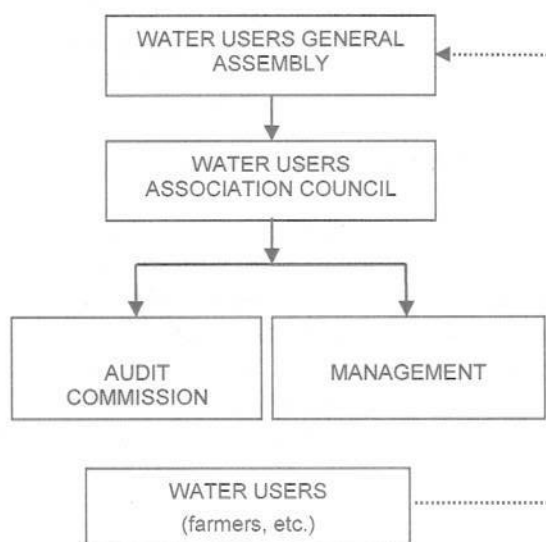 WATER USERS GENERAL
ASSEMBLY
WATER USERS
ASSOCIATION COUNCIL
AUDIT
COMMISSION
MANAGEMENT
WATER USERS
(farmers, etc.)